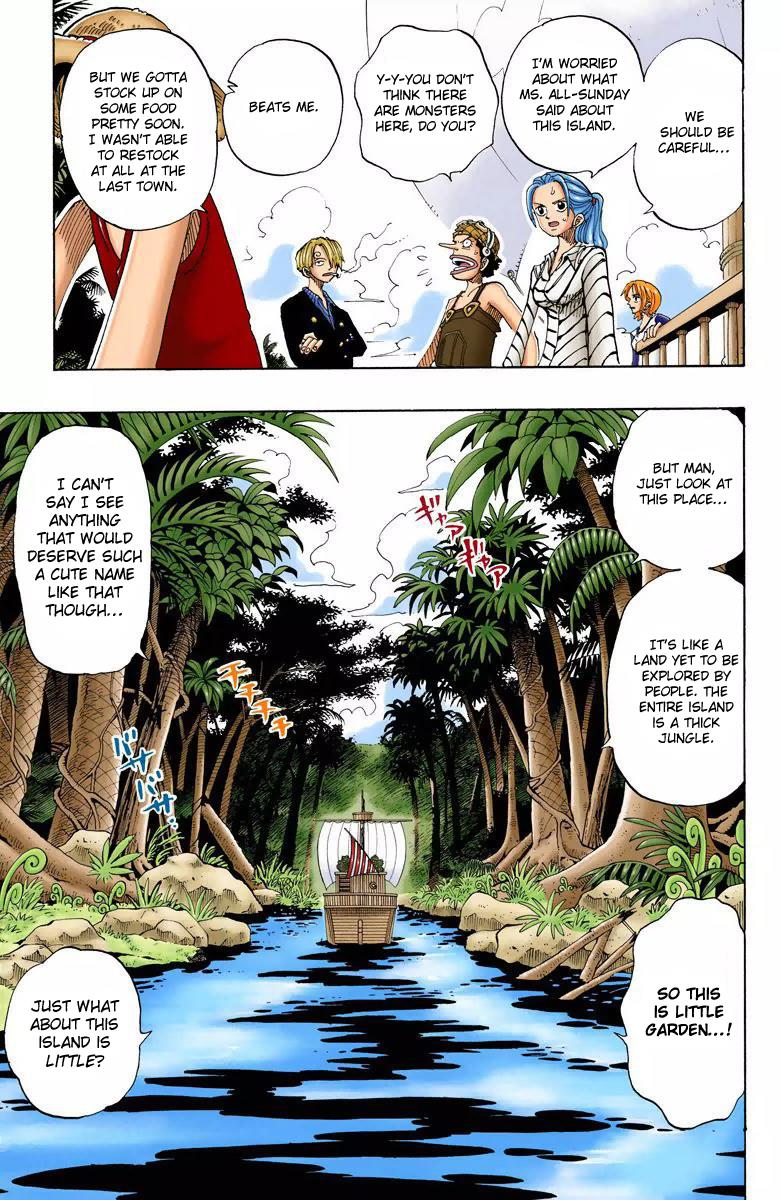 WE
SHOULD BE
CAREFUL...
I'M WORRIED
ABOUT WHAT
MS. ALL-SUNDAY
SAID ABOUT
THIS ISLAND.
Y-Y-YOU DON'T
THINK THERE
ARE MONSTERS
HERE, DO YOU?
BEATS ME.
BUT WE GOTTA
STOCK UP ON
SOME FOOD
PRETTY SOON.
I WASN'T ABLE
TO RESTOCK
AT ALL AT THE
LAST TOWN.
BUT MAN,
JUST LOOK AT
THIS PLACE...
IT'S LIKE A
LAND YET TO BE
EXPLORED BY
PEOPLE. THE
ENTIRE ISLAND
IS A THICK
JUNGLE.
ギャア
ギャア
I CAN'T
SAY I SEE
ANYTHING
THAT WOULD
DESERVE SUCH
A CUTE NAME
LIKE THAT
THOUGH...
チチチチ
バサ
バサ
SO THIS
IS LITTLE
GARDEN...!
JUST WHAT
ABOUT THIS
ISLAND IS
LITTLE?